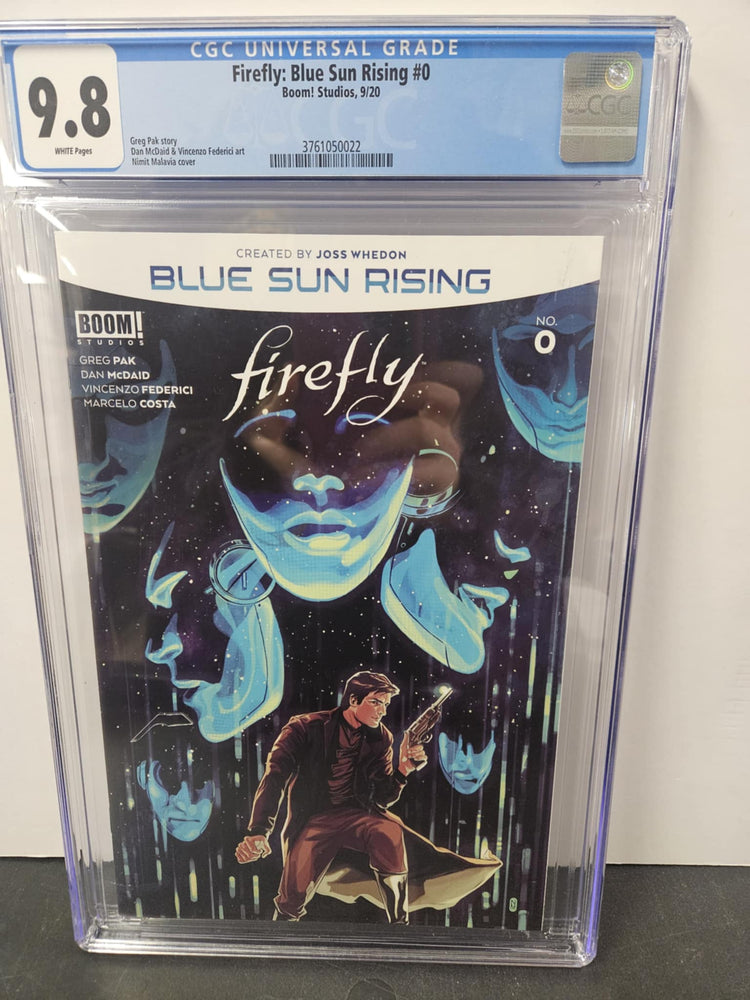 CGC UNIVERSAL GRADE
9.8
WHITE Pages
Firefly: Blue Sun Rising #0
Boom! Studios, 9/20
Greg Pak story
Dan McDaid & Vincenzo Federici art
Nimit Malavia cover
3761050022
CGC
CREATED BY JOSS WHEDON
BLUE SUN RISING
BOOM!
STUDIOS
GREG PAK
DAN McDAID
VINCENZO FEDERICI
MARCELO COSTA
firefly
NO.
0